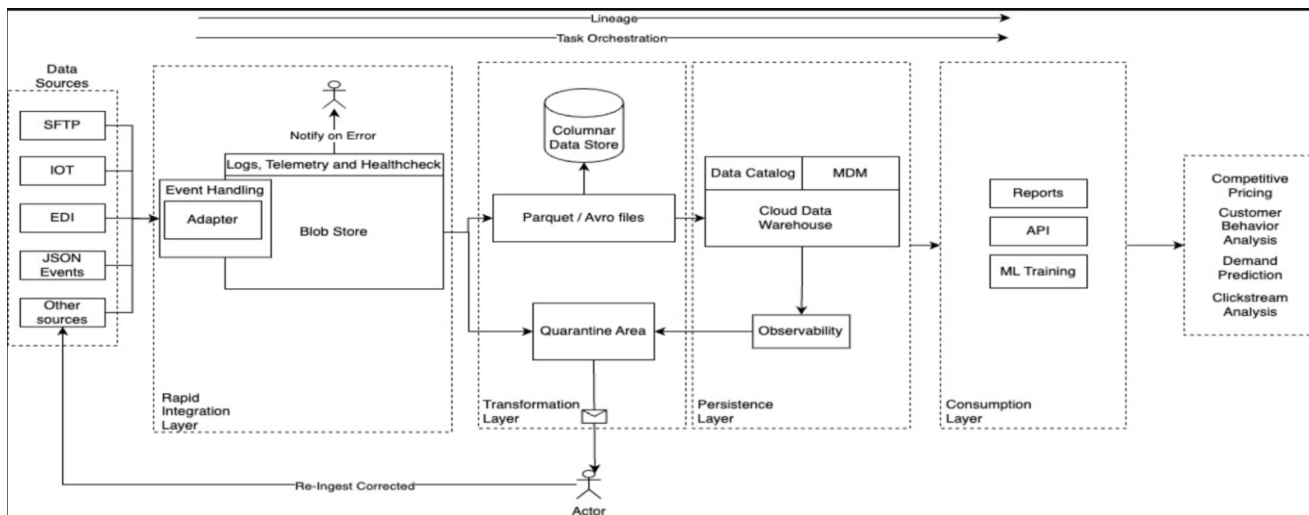 Lineage
Task Orchestration
Data
Sources
SFTP
IOT
EDI
JSON
Events
Other
sources
Notify on Error
Logs, Telemetry and Healthcheck
Event Handling
Adapter
Blob Store
Rapid
Integration
Layer
Columnar
Data Store
Parquet / Avro files
Quarantine Area
Transformation
Layer
Data Catalog
MDM
Cloud Data
Warehouse
Observability
Persistence
Layer
Reports
API
ML Training
Consumption
Layer
Competitive
Pricing
Customer
Behavior
Analysis
Demand
Prediction
Clickstream
Analysis
Re-Ingest Corrected
Actor